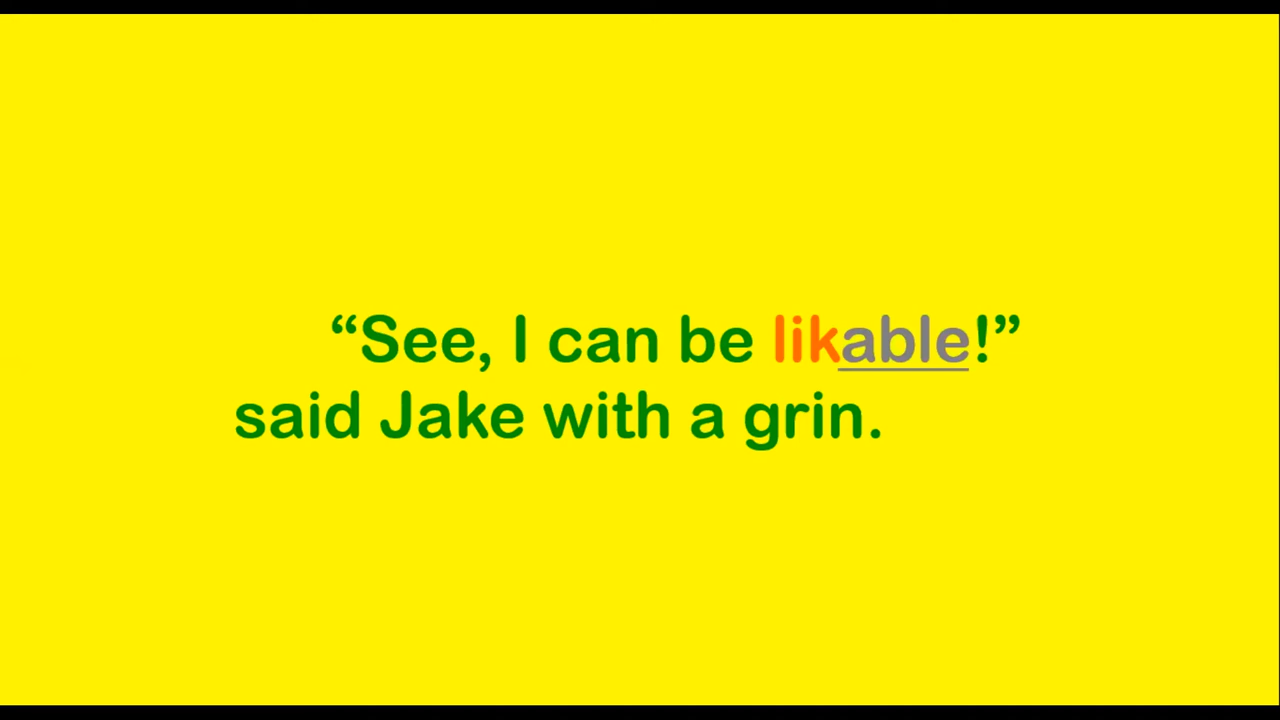 “See, I can be likable!”
said Jake with a grin.